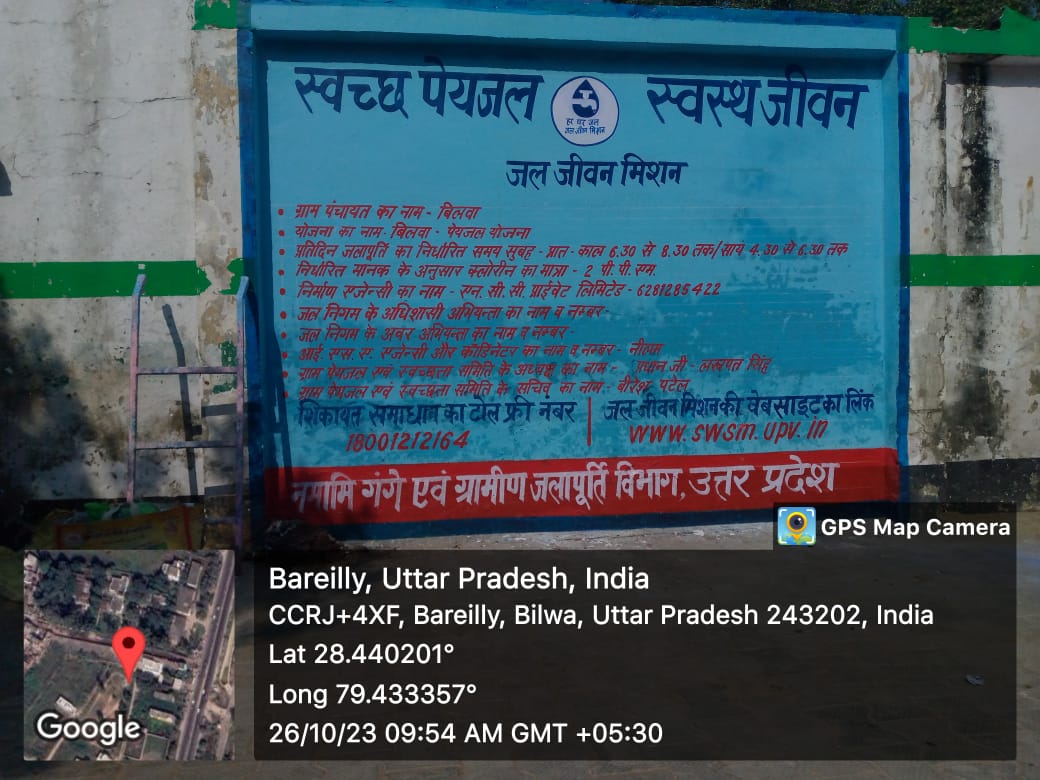 स्वच्छ पेयजल स्वस्थ जीवन
हर घर जल
जल जीवन मिशन
जल जीवन मिशन
• ग्राम पंचायत का नाम - बिलवा
• योजना का नाम- बिलवा - पेयजल योजना
• प्रतिदिन जलापूर्ति का निर्धारित समय सुबह - प्रात- काल 6.30 से 8.30 तक/सायं 4.30 से 6.30 तक
• निर्धारित मानक के अनुसार क्लोरीन का मात्रा - 2 पी.पी.एम.
• निर्माण एजेन्सी का नाम - एन.सी.सी. प्राईवेट लिमिटेड - 6281285422
• जल निगम के अधिशासी अभियन्ता का नाम व नम्बर-
• जल निगम के अवर अभियन्ता का नाम व नम्बर-
• आई.एस.ए. एजेन्सी और कोर्डिनेटर का नाम व नम्बर-
• ग्राम पेयजल एवं स्वच्छता समिति के अध्यक्ष का नाम - प्रधान जी - लखपत सिंह
• ग्राम पेयजल एवं स्वच्छता समिति के सचिव का नाम- वीरेश पटेल
शिकायत समाधान का टोल फ्री नंबर
18001212164
जल जीवन मिशन की वेबसाइट का लिंक
www.swsm.upv.in
नमामि गंगे एवं ग्रामीण जलापूर्ति विभाग, उत्तर प्रदेश
GPS Map Camera
Bareilly, Uttar Pradesh, India
CCRJ+4XF, Bareilly, Bilwa, Uttar Pradesh 243202, India
Lat 28.440201°
Long 79.433357°
26/10/23 09:54 AM GMT +05:30
Google